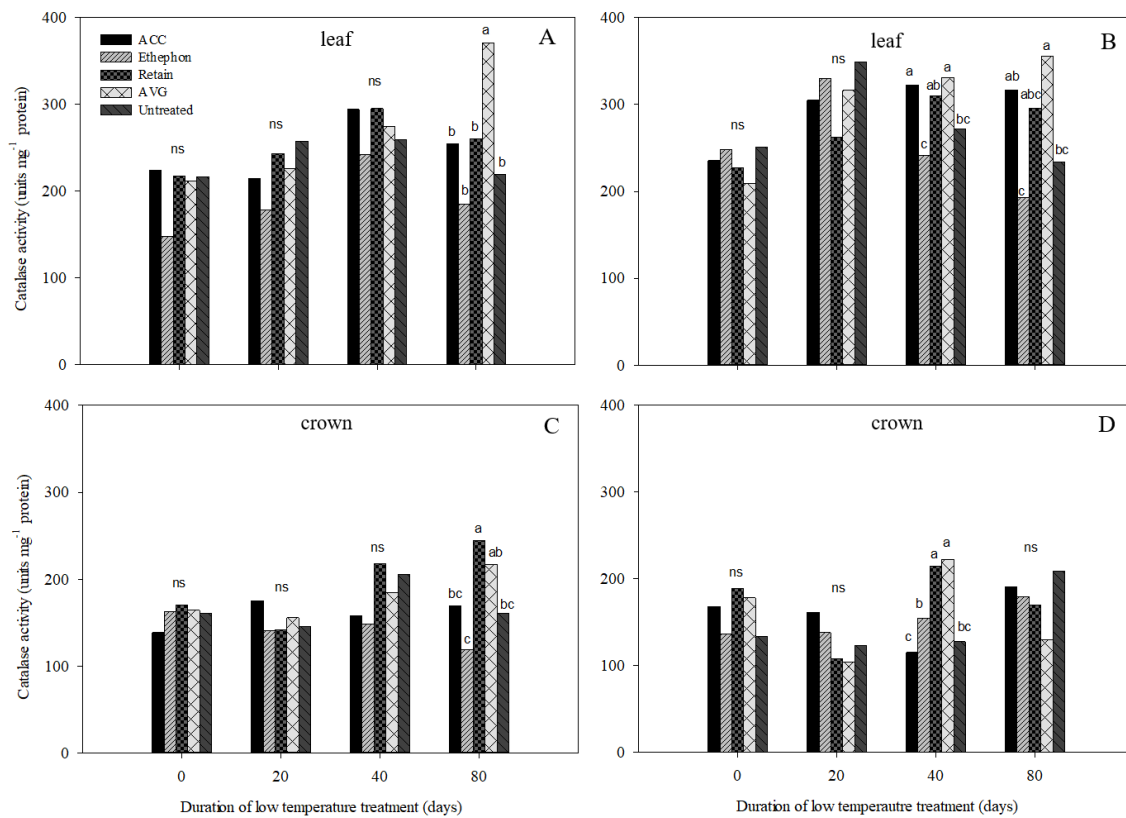 400
300
200
100
0
Catalase activity (units mg⁻¹ protein)
leaf
A
ACC
Ethephon
Retain
AVG
Untreated
ns
ns
ns
b
b
b
a
b
leaf
B
ns
ns
a
c
ab
a
bc
ab
c
abc
a
bc
400
300
200
100
0
400
300
200
100
0
Catalase activity (units mg⁻¹ protein)
crown
C
ns
ns
ns
bc
c
a
ab
bc
0 20 40 80
Duration of low temperature treatment (days)
400
300
200
100
0
crown
D
ns
ns
c
b
a
a
bc
ns
0 20 40 80
Duration of low temperautre treatment (days)